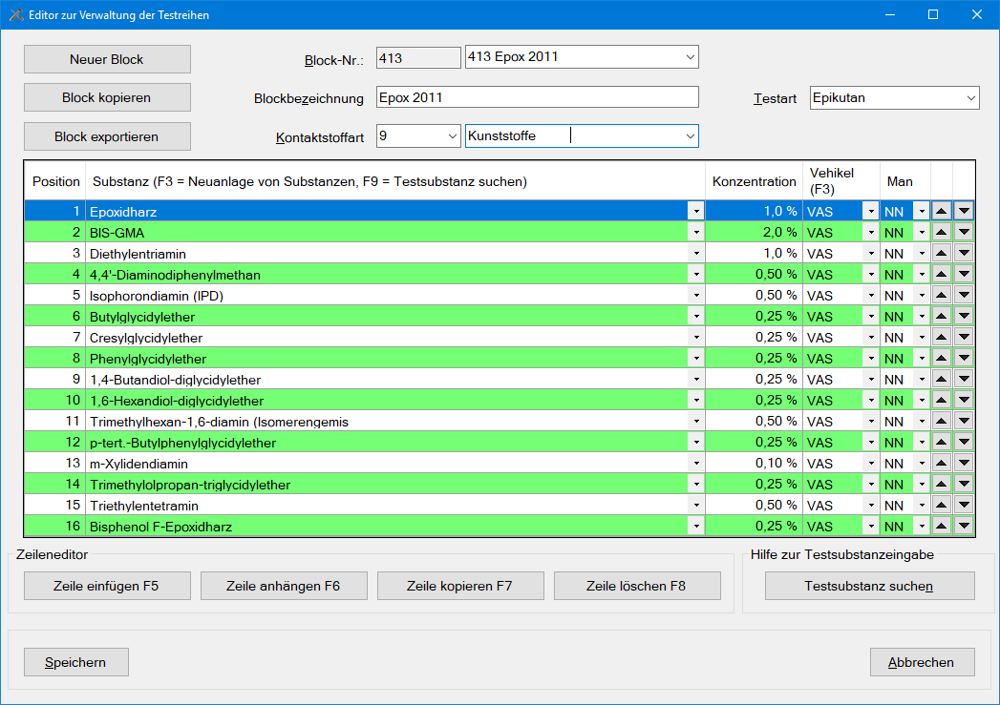 Editor zur Verwaltung der Testreihen
Neuer Block
Block-Nr.: 413 413 Epox 2011
Block kopieren
Blockbezeichnung Epox 2011
Testart Epikutan
Block exportieren
Kontaktstoffart 9 Kunststoffe
Position Substanz (F3 = Neuanlage von Substanzen, F9 = Testsubstanz suchen) Konzentration Vehikel (F3) Man
1 Epoxidharz 1,0 % VAS NN
2 BIS-GMA 2,0 % VAS NN
3 Diethylentriamin 1,0 % VAS NN
4 4,4'-Diaminodiphenylmethan 0,50 % VAS NN
5 Isophorondiamin (IPD) 0,50 % VAS NN
6 Butylglycidylether 0,25 % VAS NN
7 Cresylglycidylether 0,25 % VAS NN
8 Phenylglycidylether 0,25 % VAS NN
9 1,4-Butandiol-diglycidylether 0,25 % VAS NN
10 1,6-Hexandiol-diglycidylether 0,25 % VAS NN
11 Trimethylhexan-1,6-diamin (Isomerengemis 0,50 % VAS NN
12 p-tert.-Butylphenylglycidylether 0,25 % VAS NN
13 m-Xylidendiamin 0,10 % VAS NN
14 Trimethylolpropan-triglycidylether 0,25 % VAS NN
15 Triethylentetramin 0,50 % VAS NN
16 Bisphenol F-Epoxidharz 0,25 % VAS NN
Zeileneditor
Zeile einfügen F5 Zeile anhängen F6 Zeile kopieren F7 Zeile löschen F8
Hilfe zur Testsubstanzeingabe
Testsubstanz suchen
Speichern
Abbrechen